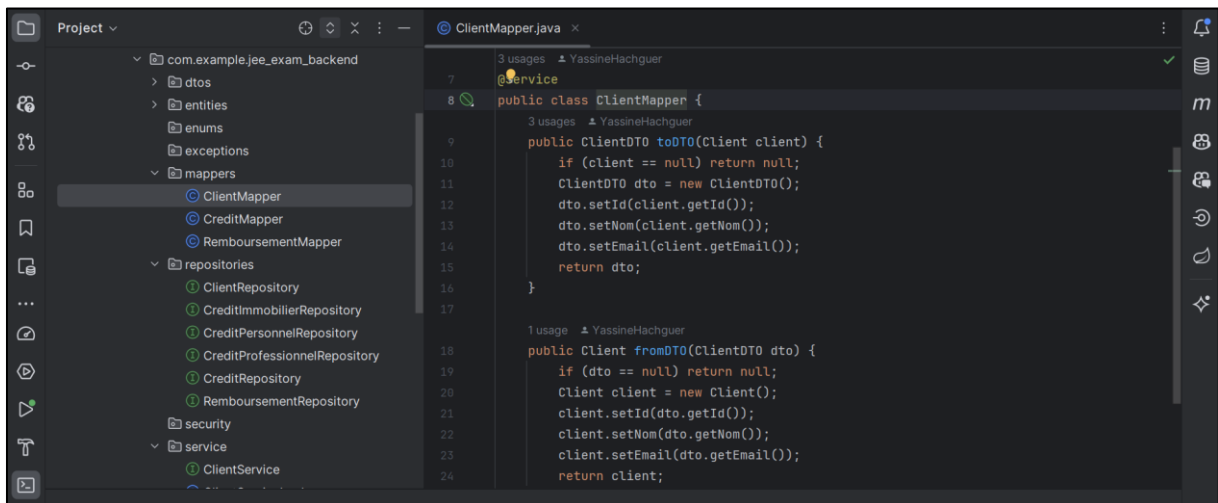 Project
com.example.jee_exam_backend
dtos
entities
enums
exceptions
mappers
ClientMapper
CreditMapper
RemboursementMapper
repositories
ClientRepository
CreditImmobilierRepository
CreditPersonnelRepository
CreditProfessionnelRepository
CreditRepository
RemboursementRepository
security
service
ClientService
ClientMapper.java
3 usages YassineHachguer
7 @Service
8 public class ClientMapper {
3 usages YassineHachguer
9 public ClientDTO toDTO(Client client) {
10 if (client == null) return null;
11 ClientDTO dto = new ClientDTO();
12 dto.setId(client.getId());
13 dto.setNom(client.getNom());
14 dto.setEmail(client.getEmail());
15 return dto;
16 }
17
1 usage YassineHachguer
18 public Client fromDTO(ClientDTO dto) {
19 if (dto == null) return null;
20 Client client = new Client();
21 client.setId(dto.getId());
22 client.setNom(dto.getNom());
23 client.setEmail(dto.getEmail());
24 return client;
m